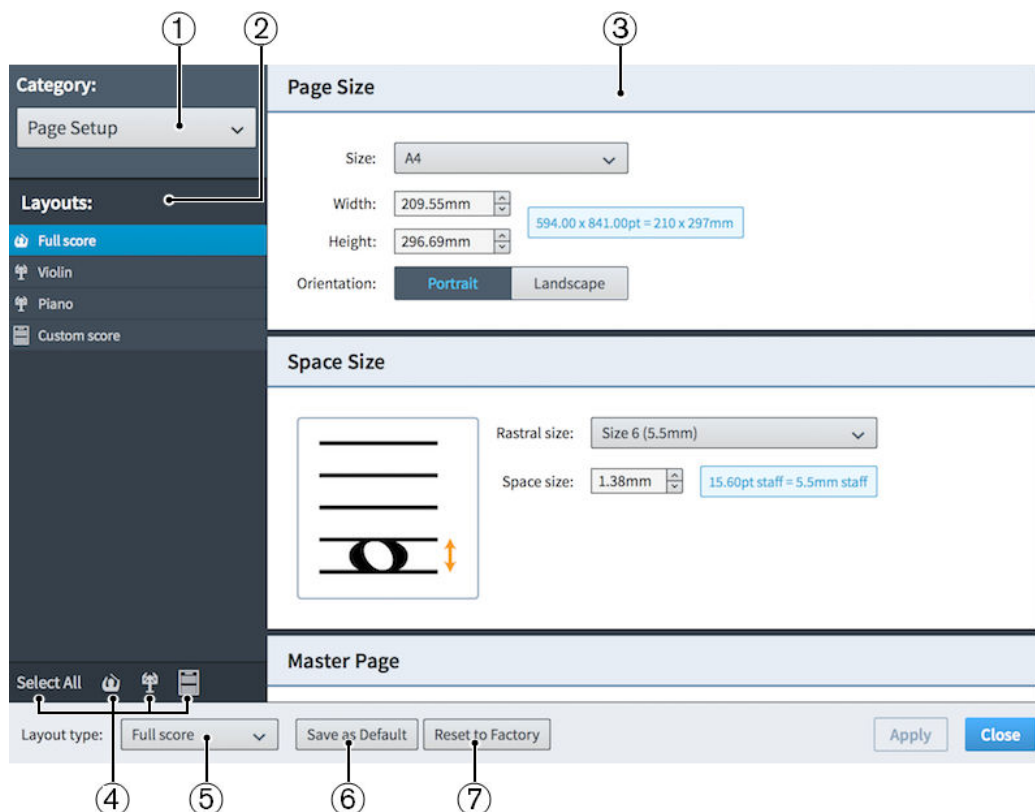 ① ② ③
Category:
Page Setup
Layouts:
Full score
Violin
Piano
Custom score
Select All
Page Size
Size: A4
Width: 209.55mm
594.00 x 841.00pt = 210 x 297mm
Height: 296.69mm
Orientation: Portrait Landscape
Space Size
Rastral size: Size 6 (5.5mm)
Space size: 1.38mm 15.60pt staff = 5.5mm staff
Master Page
Layout type: Full score Save as Default Reset to Factory Apply Close
④ ⑤ ⑥ ⑦